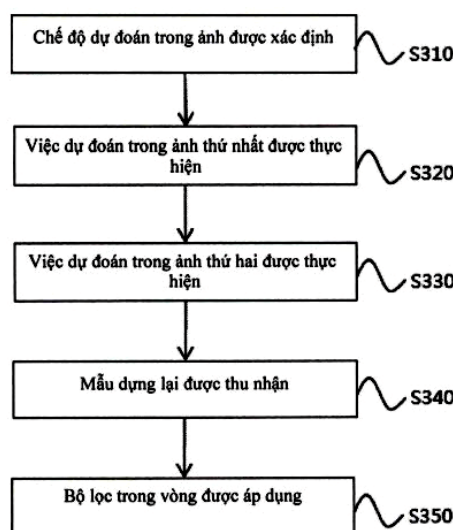 Chế độ dự đoán trong ảnh được xác định
S310
Việc dự đoán trong ảnh thứ nhất được thực
hiện
S320
Việc dự đoán trong ảnh thứ hai được thực
hiện
S330
Mẫu dựng lại được thu nhận
S340
Bộ lọc trong vòng được áp dụng
S350